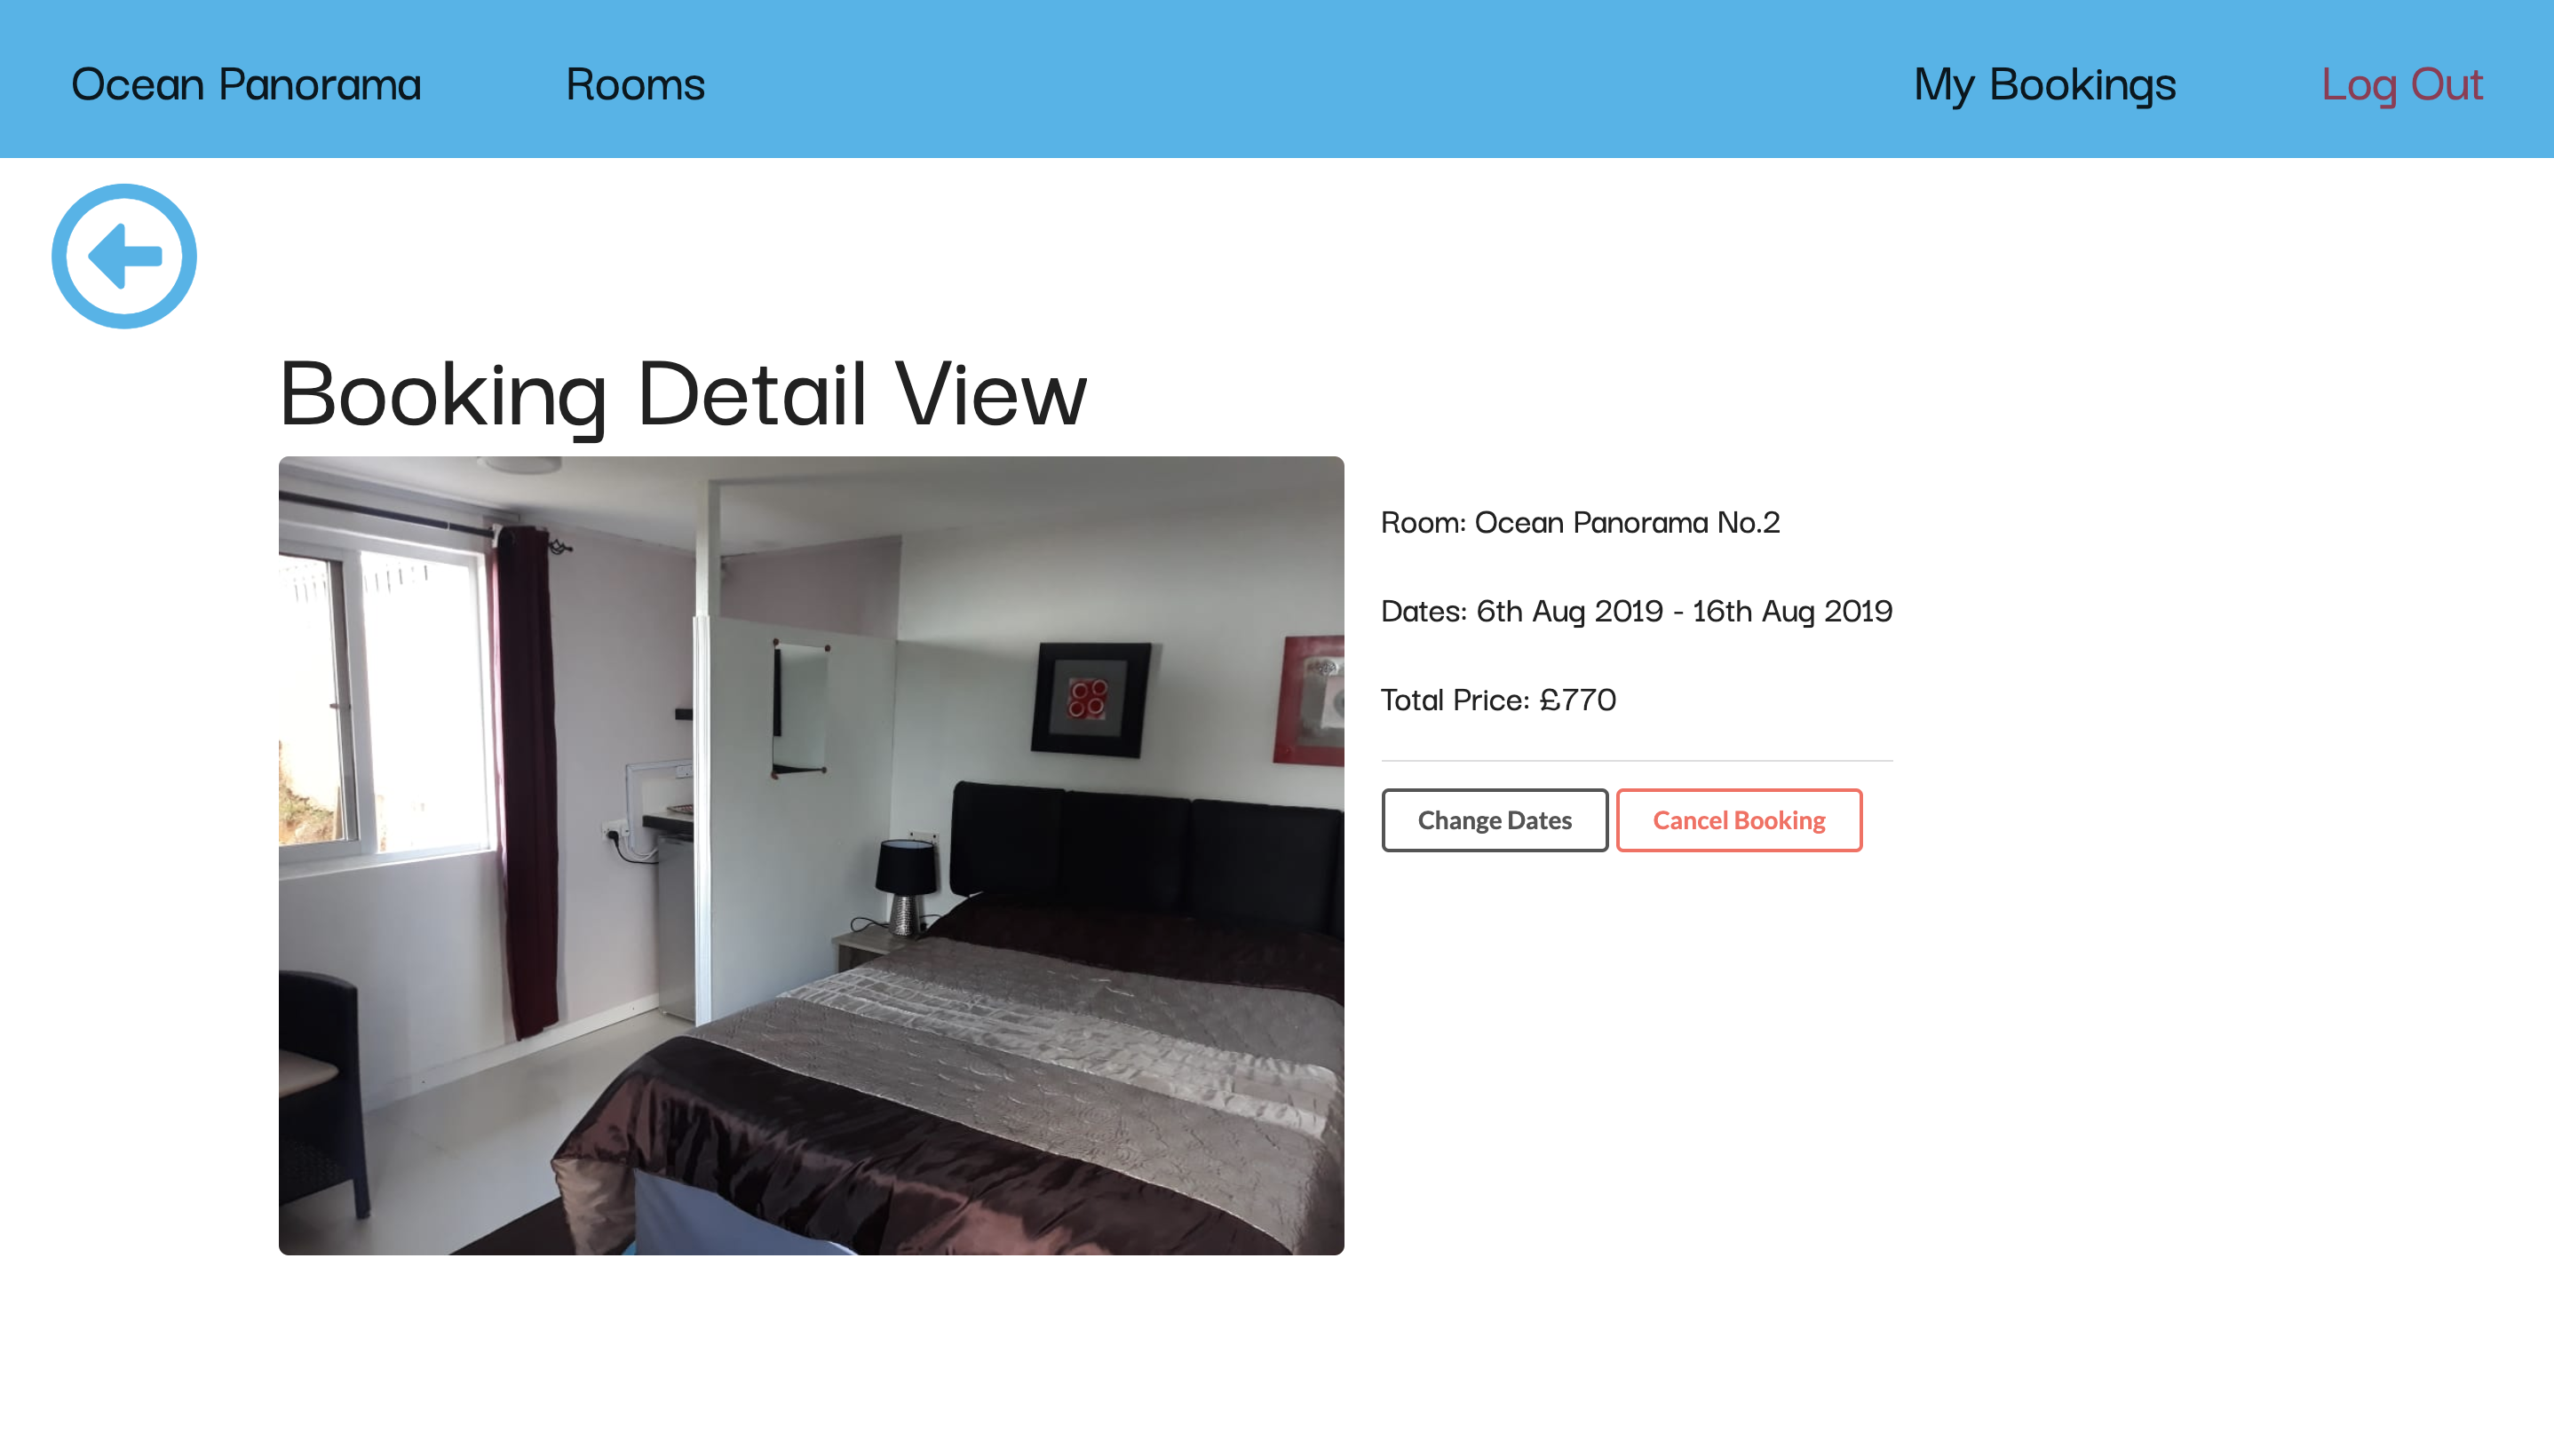 Ocean Panorama Rooms My Bookings Log Out
Booking Detail View
Room: Ocean Panorama No.2
Dates: 6th Aug 2019 - 16th Aug 2019
Total Price: £770
Change Dates Cancel Booking